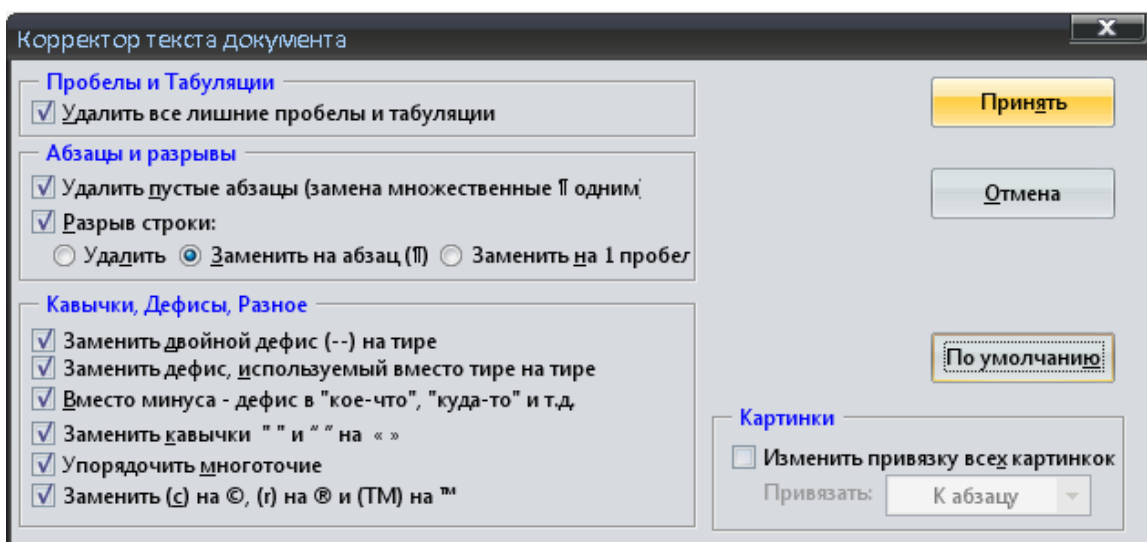 Корректор текста документа
x
Пробелы и Табуляции
Удалить все лишние пробелы и табуляции
Принять
Абзацы и разрывы
Удалить пустые абзацы (замена множественные ¶ одним)
Отмена
Разрыв строки:
Удалить Заменить на абзац (¶) Заменить на 1 пробел
Кавычки, Дефисы, Разное
Заменить двойной дефис (--) на тире
Заменить дефис, используемый вместо тире на тире
По умолчанию
Вместо минуса - дефис в "кое-что", "куда-то" и т.д.
Заменить кавычки " " и “ ” на « »
Упорядочить многоточие
Заменить (c) на ©, (r) на ® и (TM) на ™
Картинки
Изменить привязку всех картинкок
Привязать: К абзацу